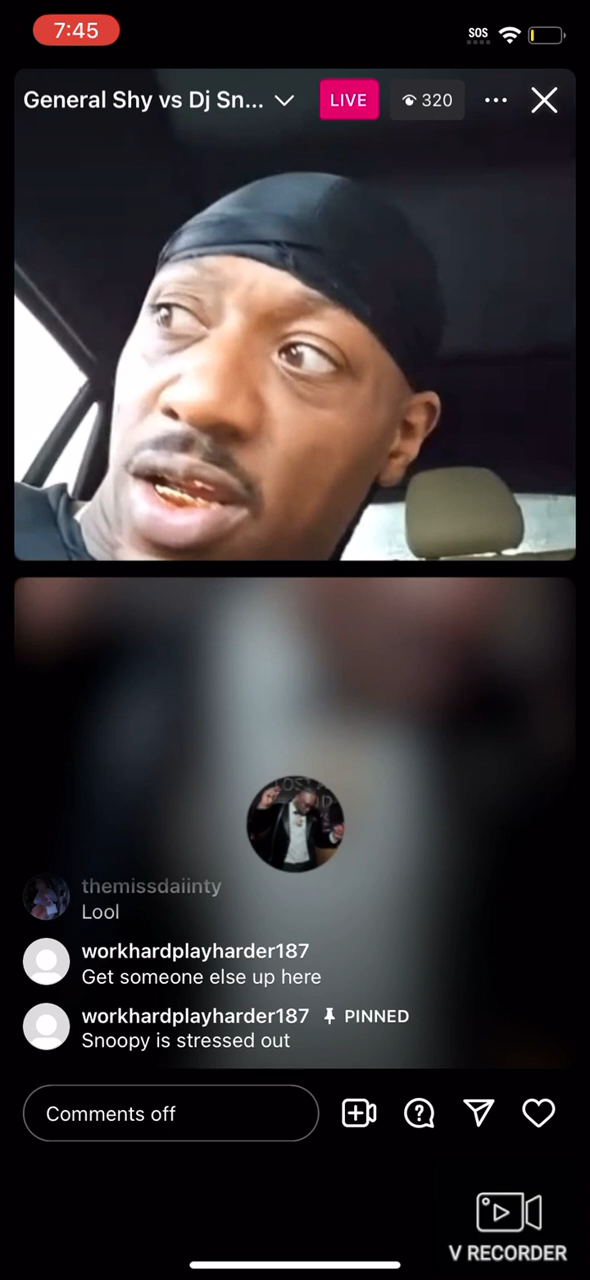 7:45
SOS
General Shy vs Dj Sn...
LIVE
320
themissdaiinty
Lool
workhardplayharder187
Get someone else up here
workhardplayharder187 PINNED
Snoopy is stressed out
Comments off
V RECORDER